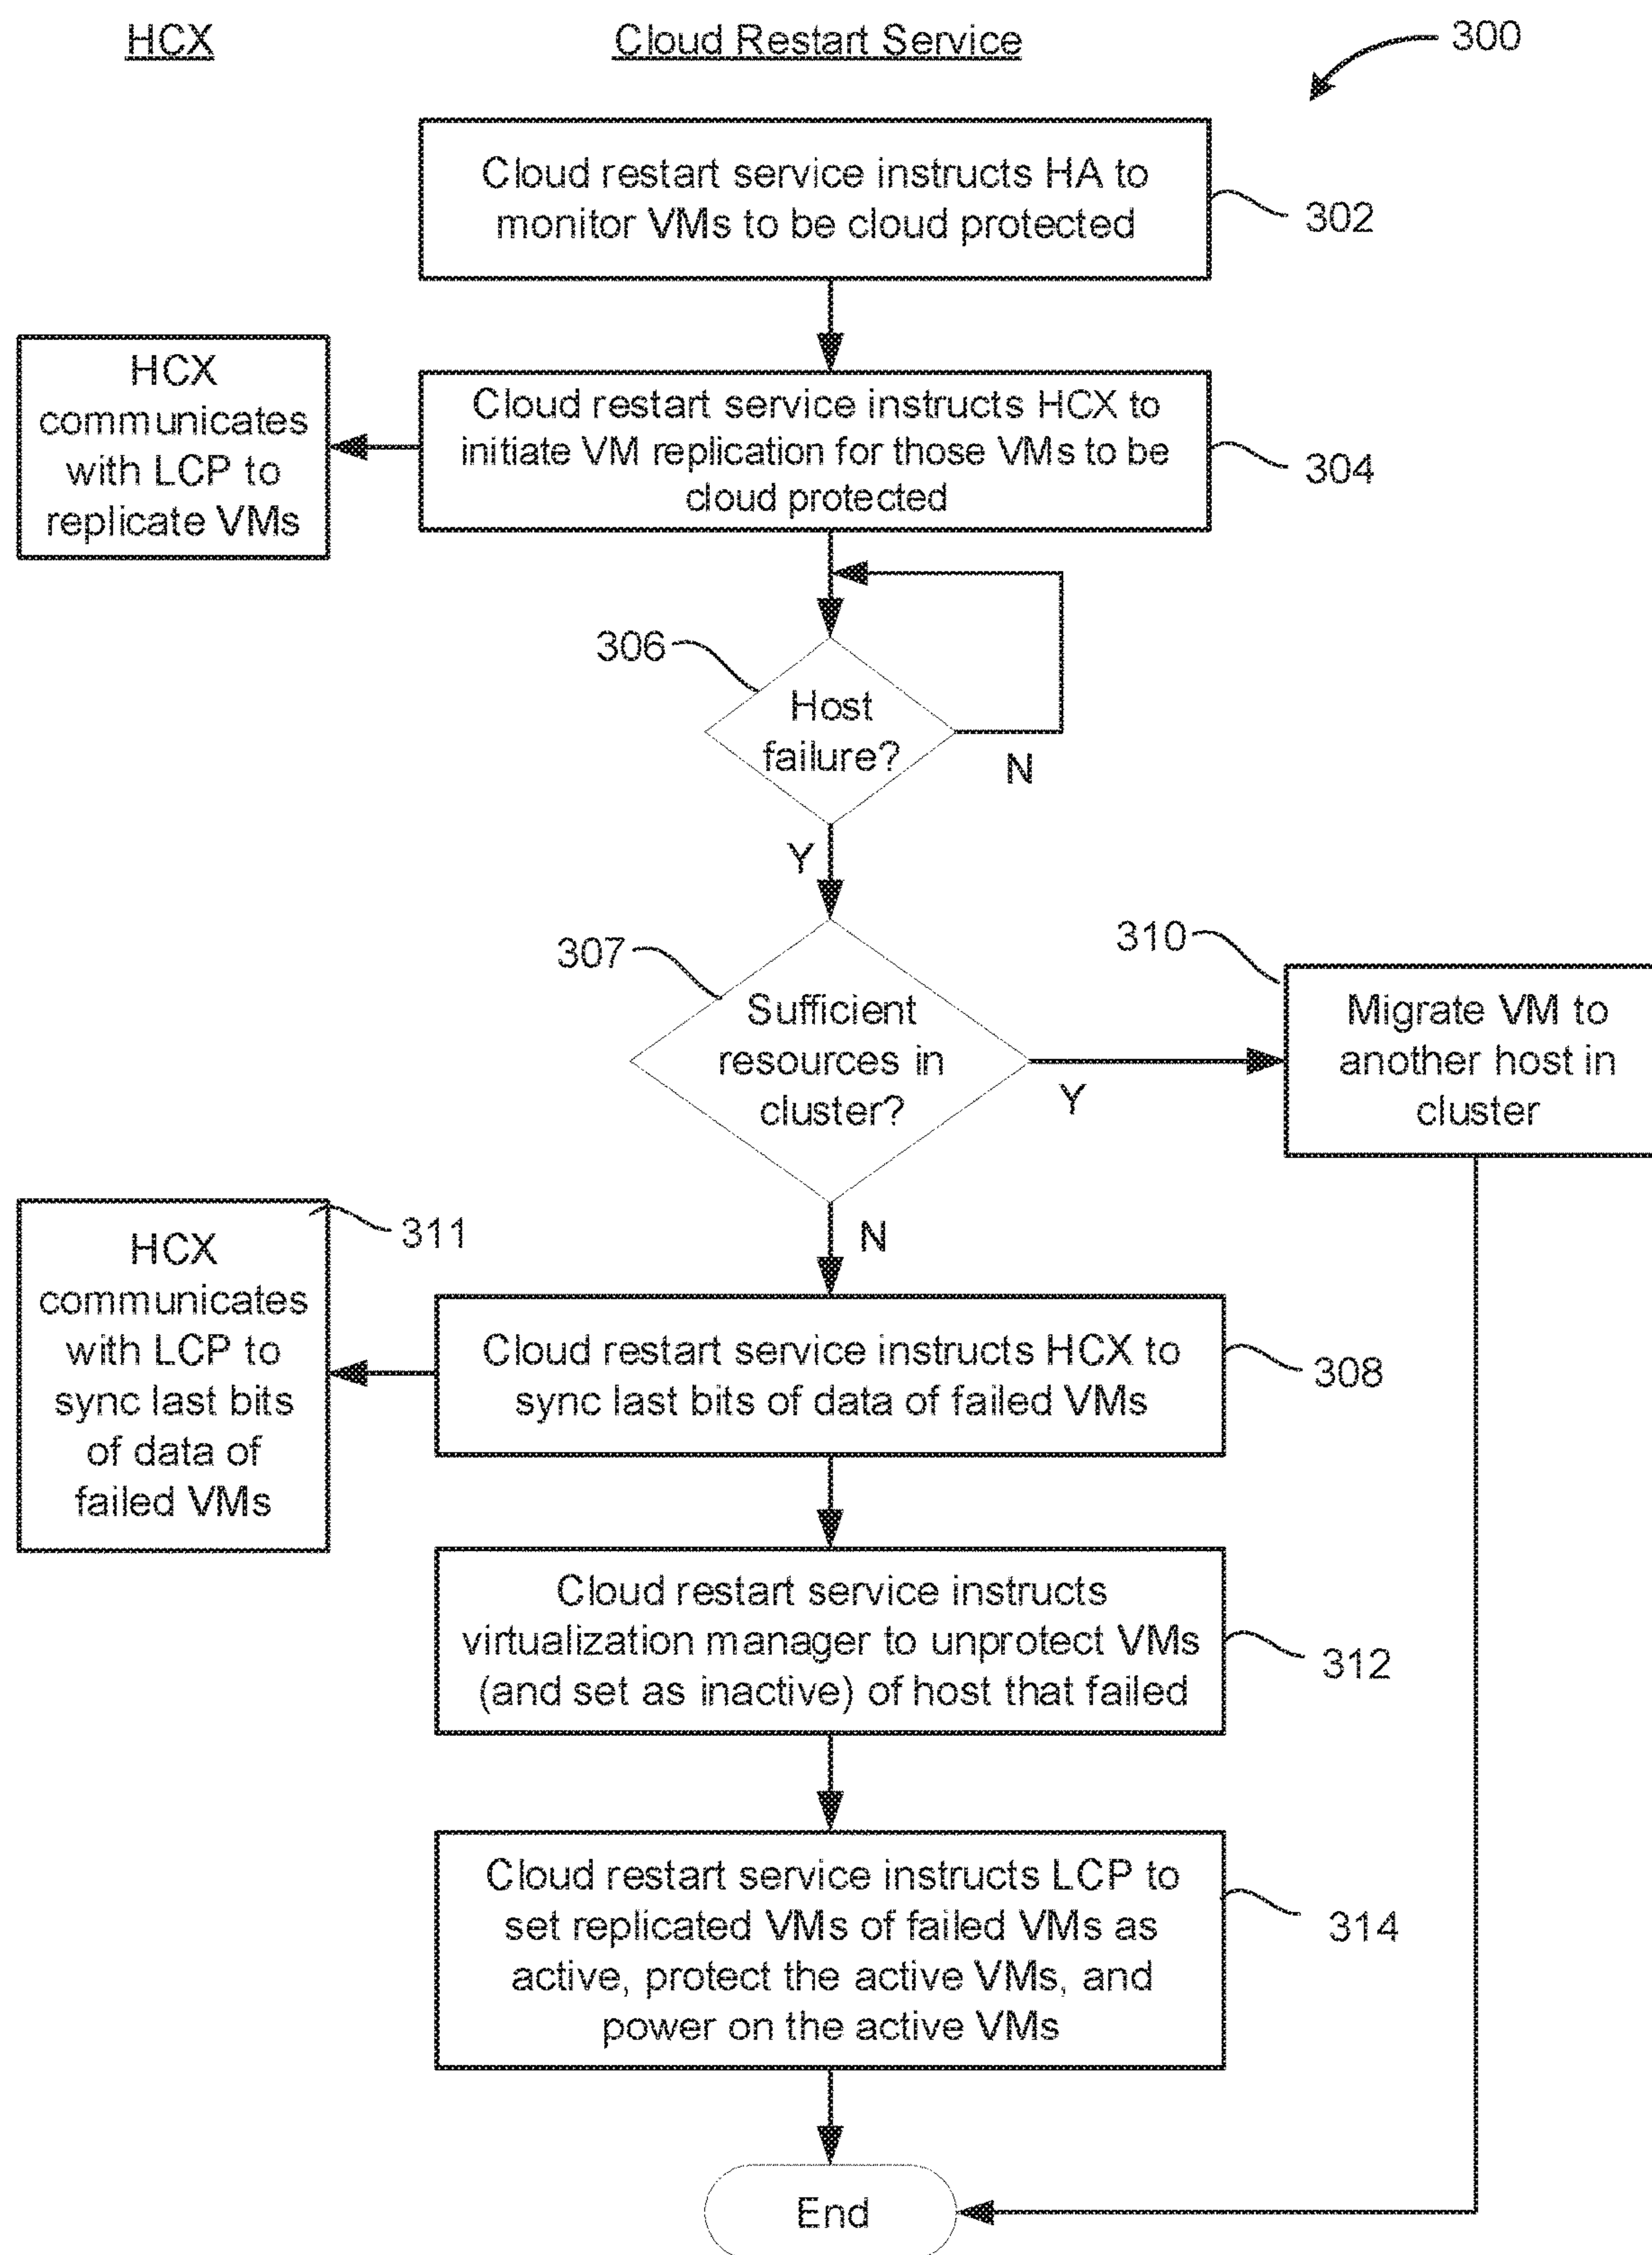 HCX
Cloud Restart Service
300
Cloud restart service instructs HA to
monitor VMs to be cloud protected
302
HCX
communicates
with LCP to
replicate VMs
Cloud restart service instructs HCX to
initiate VM replication for those VMs to be
cloud protected
304
306
Host
failure?
N
Y
307
Sufficient
resources in
cluster?
Y
310
Migrate VM to
another host in
cluster
N
311
HCX
communicates
with LCP to
sync last bits
of data of
failed VMs
Cloud restart service instructs HCX to
sync last bits of data of failed VMs
308
Cloud restart service instructs
virtualization manager to unprotect VMs
(and set as inactive) of host that failed
312
Cloud restart service instructs LCP to
set replicated VMs of failed VMs as
active, protect the active VMs, and
power on the active VMs
314
End